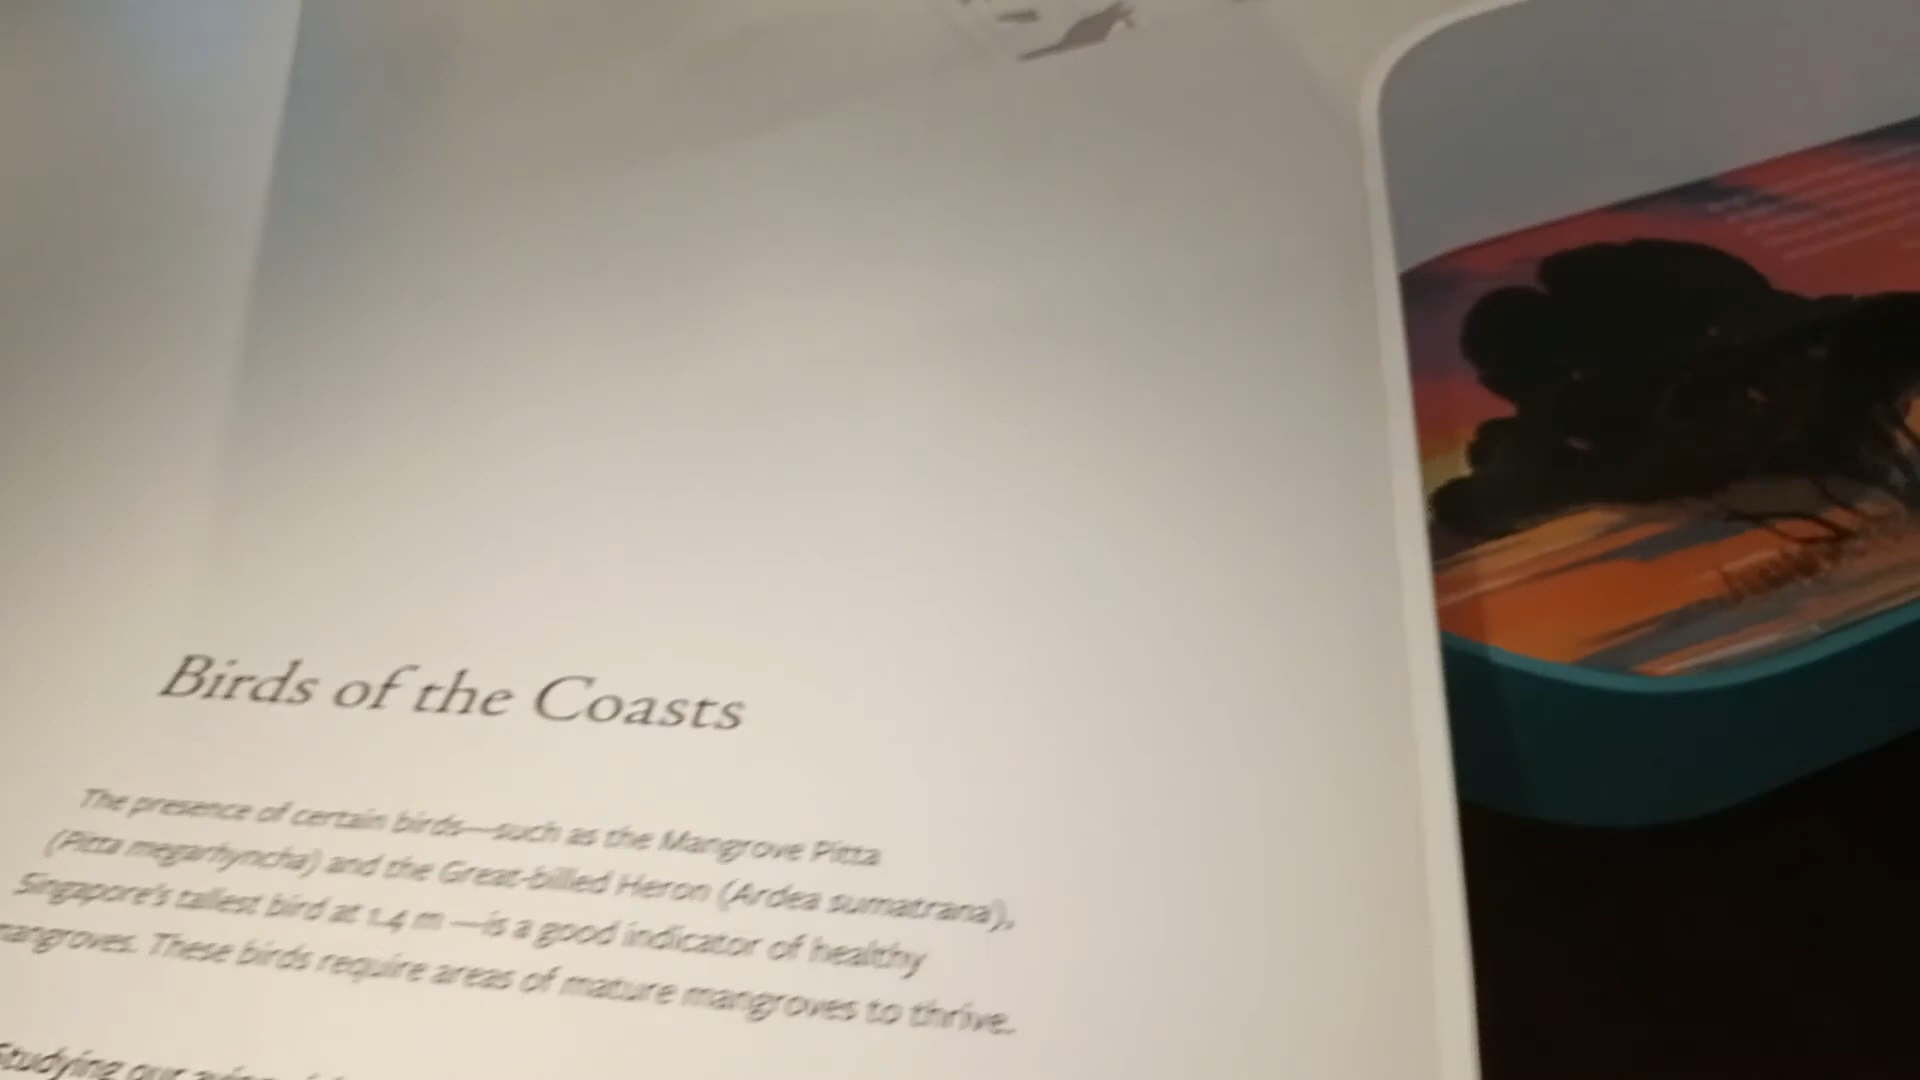 Birds of the Coasts
The presence of certain birds—such as the Mangrove Pitta
(Pitta megarhyncha) and the Great-billed Heron (Ardea sumatrana),
Singapore's tallest bird at 1.4 m —is a good indicator of healthy
mangroves. These birds require areas of mature mangroves to thrive.
Studying our